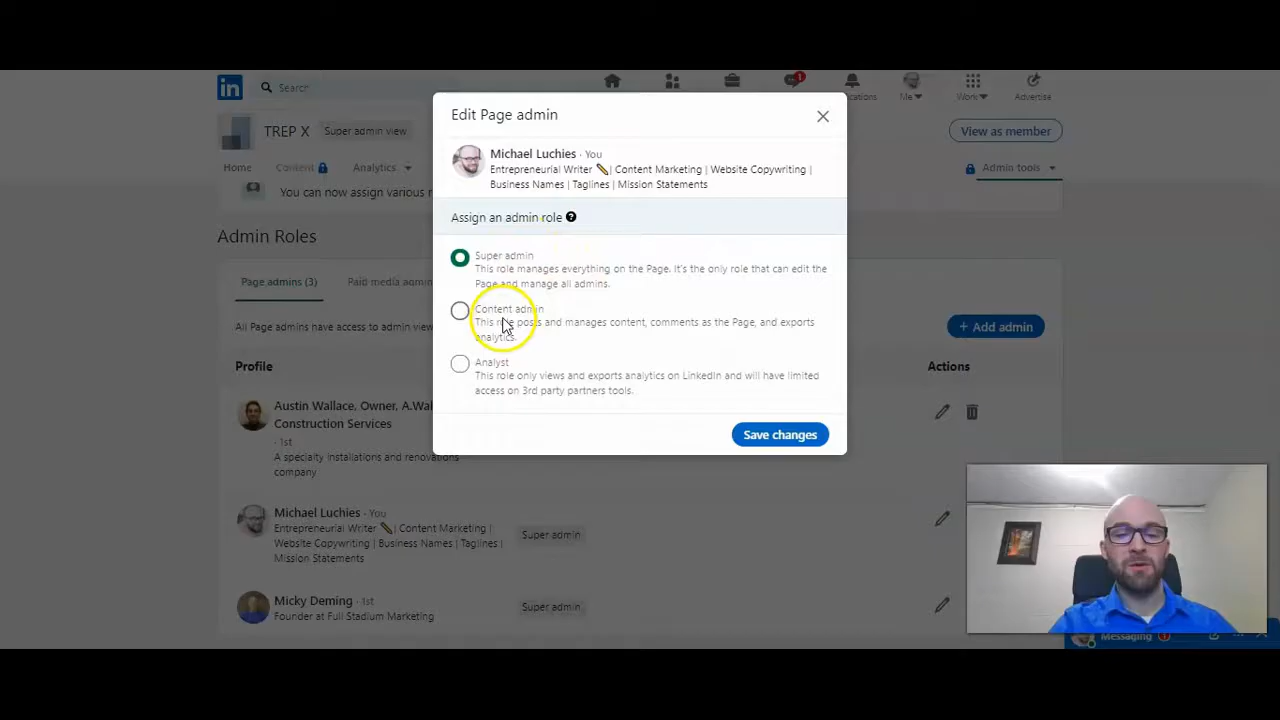 in
Search
1
cations
Me
Work
Advertise
TREP X
Super admin view
View as member
Home
Content
Analytics
Admin tools
You can now assign various r
Admin Roles
Page admins (3)
Paid media admin
All Page admins have access to admin view
+ Add admin
Profile
Actions
Austin Wallace, Owner, A.Wal
Construction Services
· 1st
A specialty installations and renovations
company
Michael Luchies · You
Entrepreneurial Writer | Content Marketing |
Website Copywriting | Business Names | Taglines |
Mission Statements
Super admin
Micky Deming · 1st
Founder at Full Stadium Marketing
Super admin
Edit Page admin
Michael Luchies · You
Entrepreneurial Writer | Content Marketing | Website Copywriting |
Business Names | Taglines | Mission Statements
Assign an admin role
Super admin
This role manages everything on the Page. It's the only role that can edit the
Page and manage all admins.
Content admin
This role posts and manages content, comments as the Page, and exports
analytics.
Analyst
This role only views and exports analytics on LinkedIn and will have limited
access on 3rd party partners tools.
Save changes
Messaging